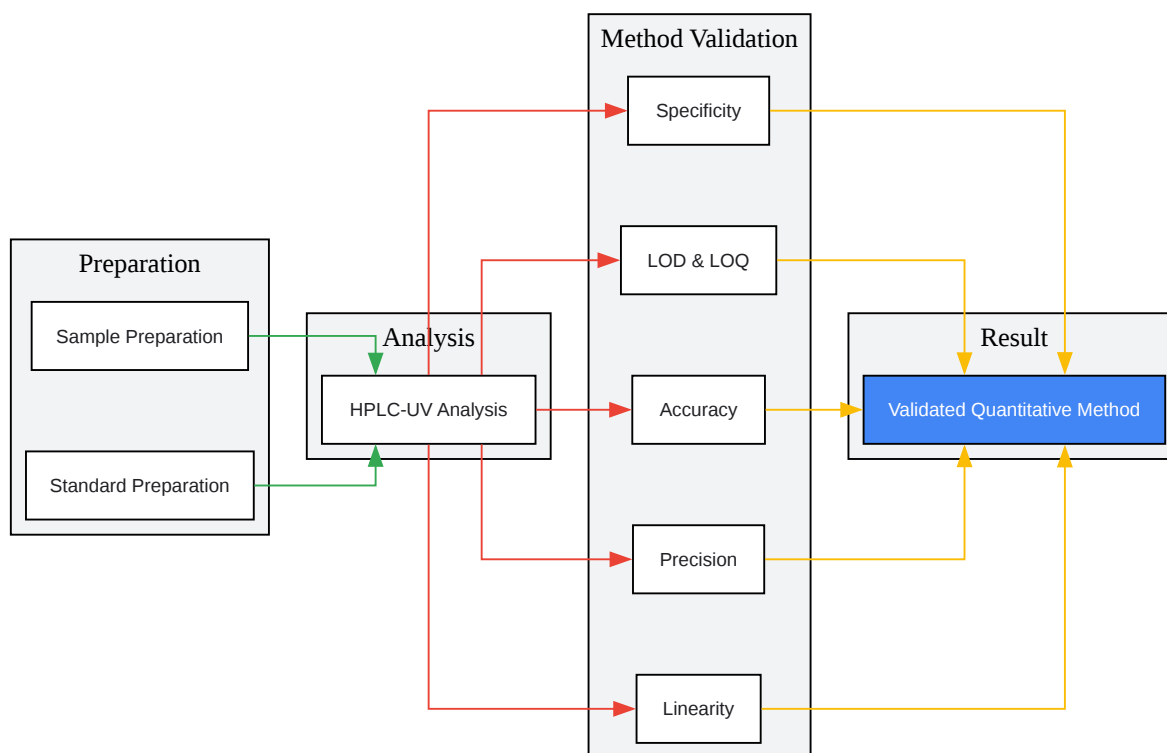 Preparation
Sample Preparation
Standard Preparation
Analysis
HPLC-UV Analysis
Method Validation
Specificity
LOD & LOQ
Accuracy
Precision
Linearity
Result
Validated Quantitative Method